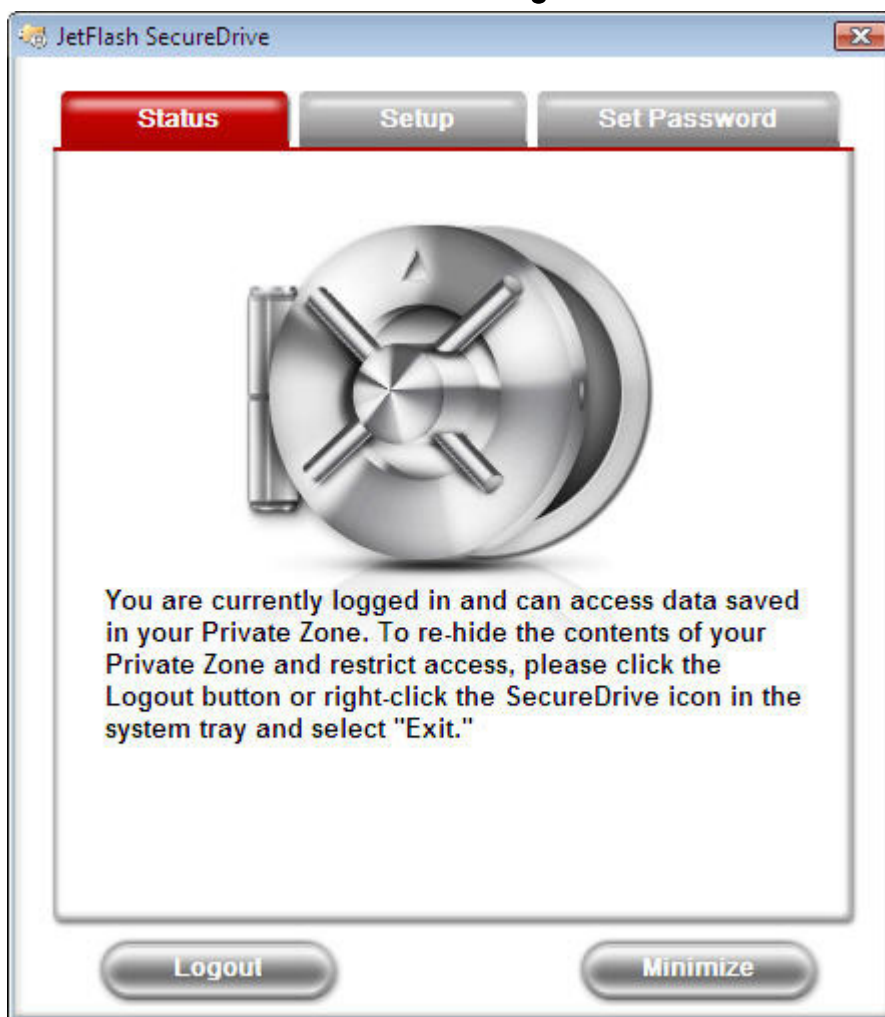 JetFlash SecureDrive
Status Setup Set Password
You are currently logged in and can access data saved
in your Private Zone. To re-hide the contents of your
Private Zone and restrict access, please click the
Logout button or right-click the SecureDrive icon in the
system tray and select "Exit."
Logout Minimize